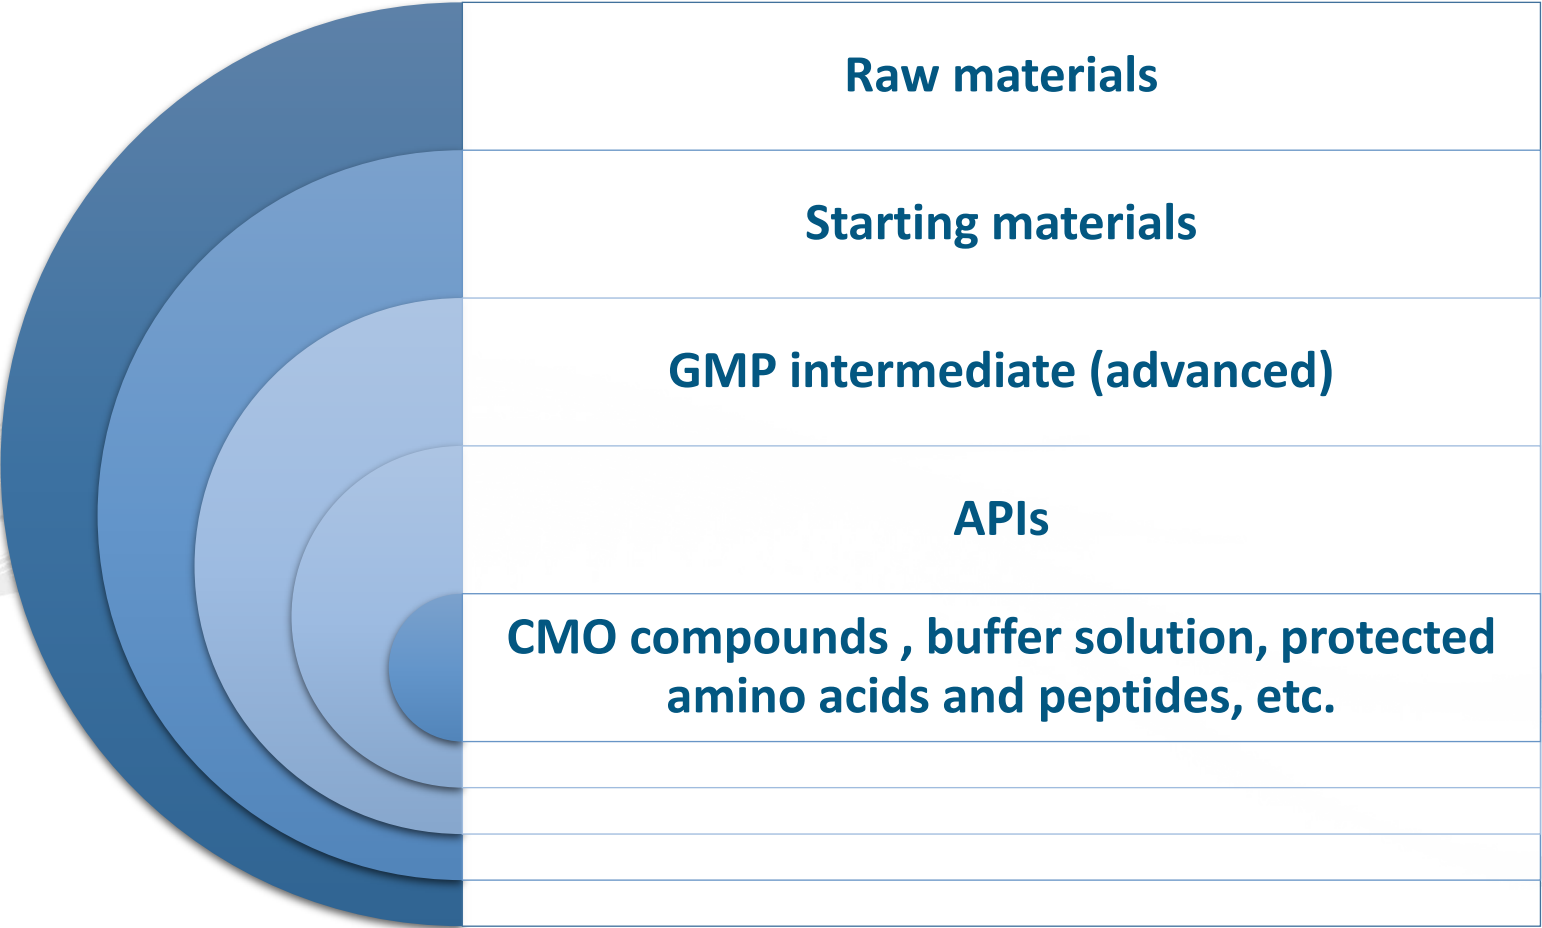 Raw materials
Starting materials
GMP intermediate (advanced)
APIs
CMO compounds , buffer solution, protected
amino acids and peptides, etc.